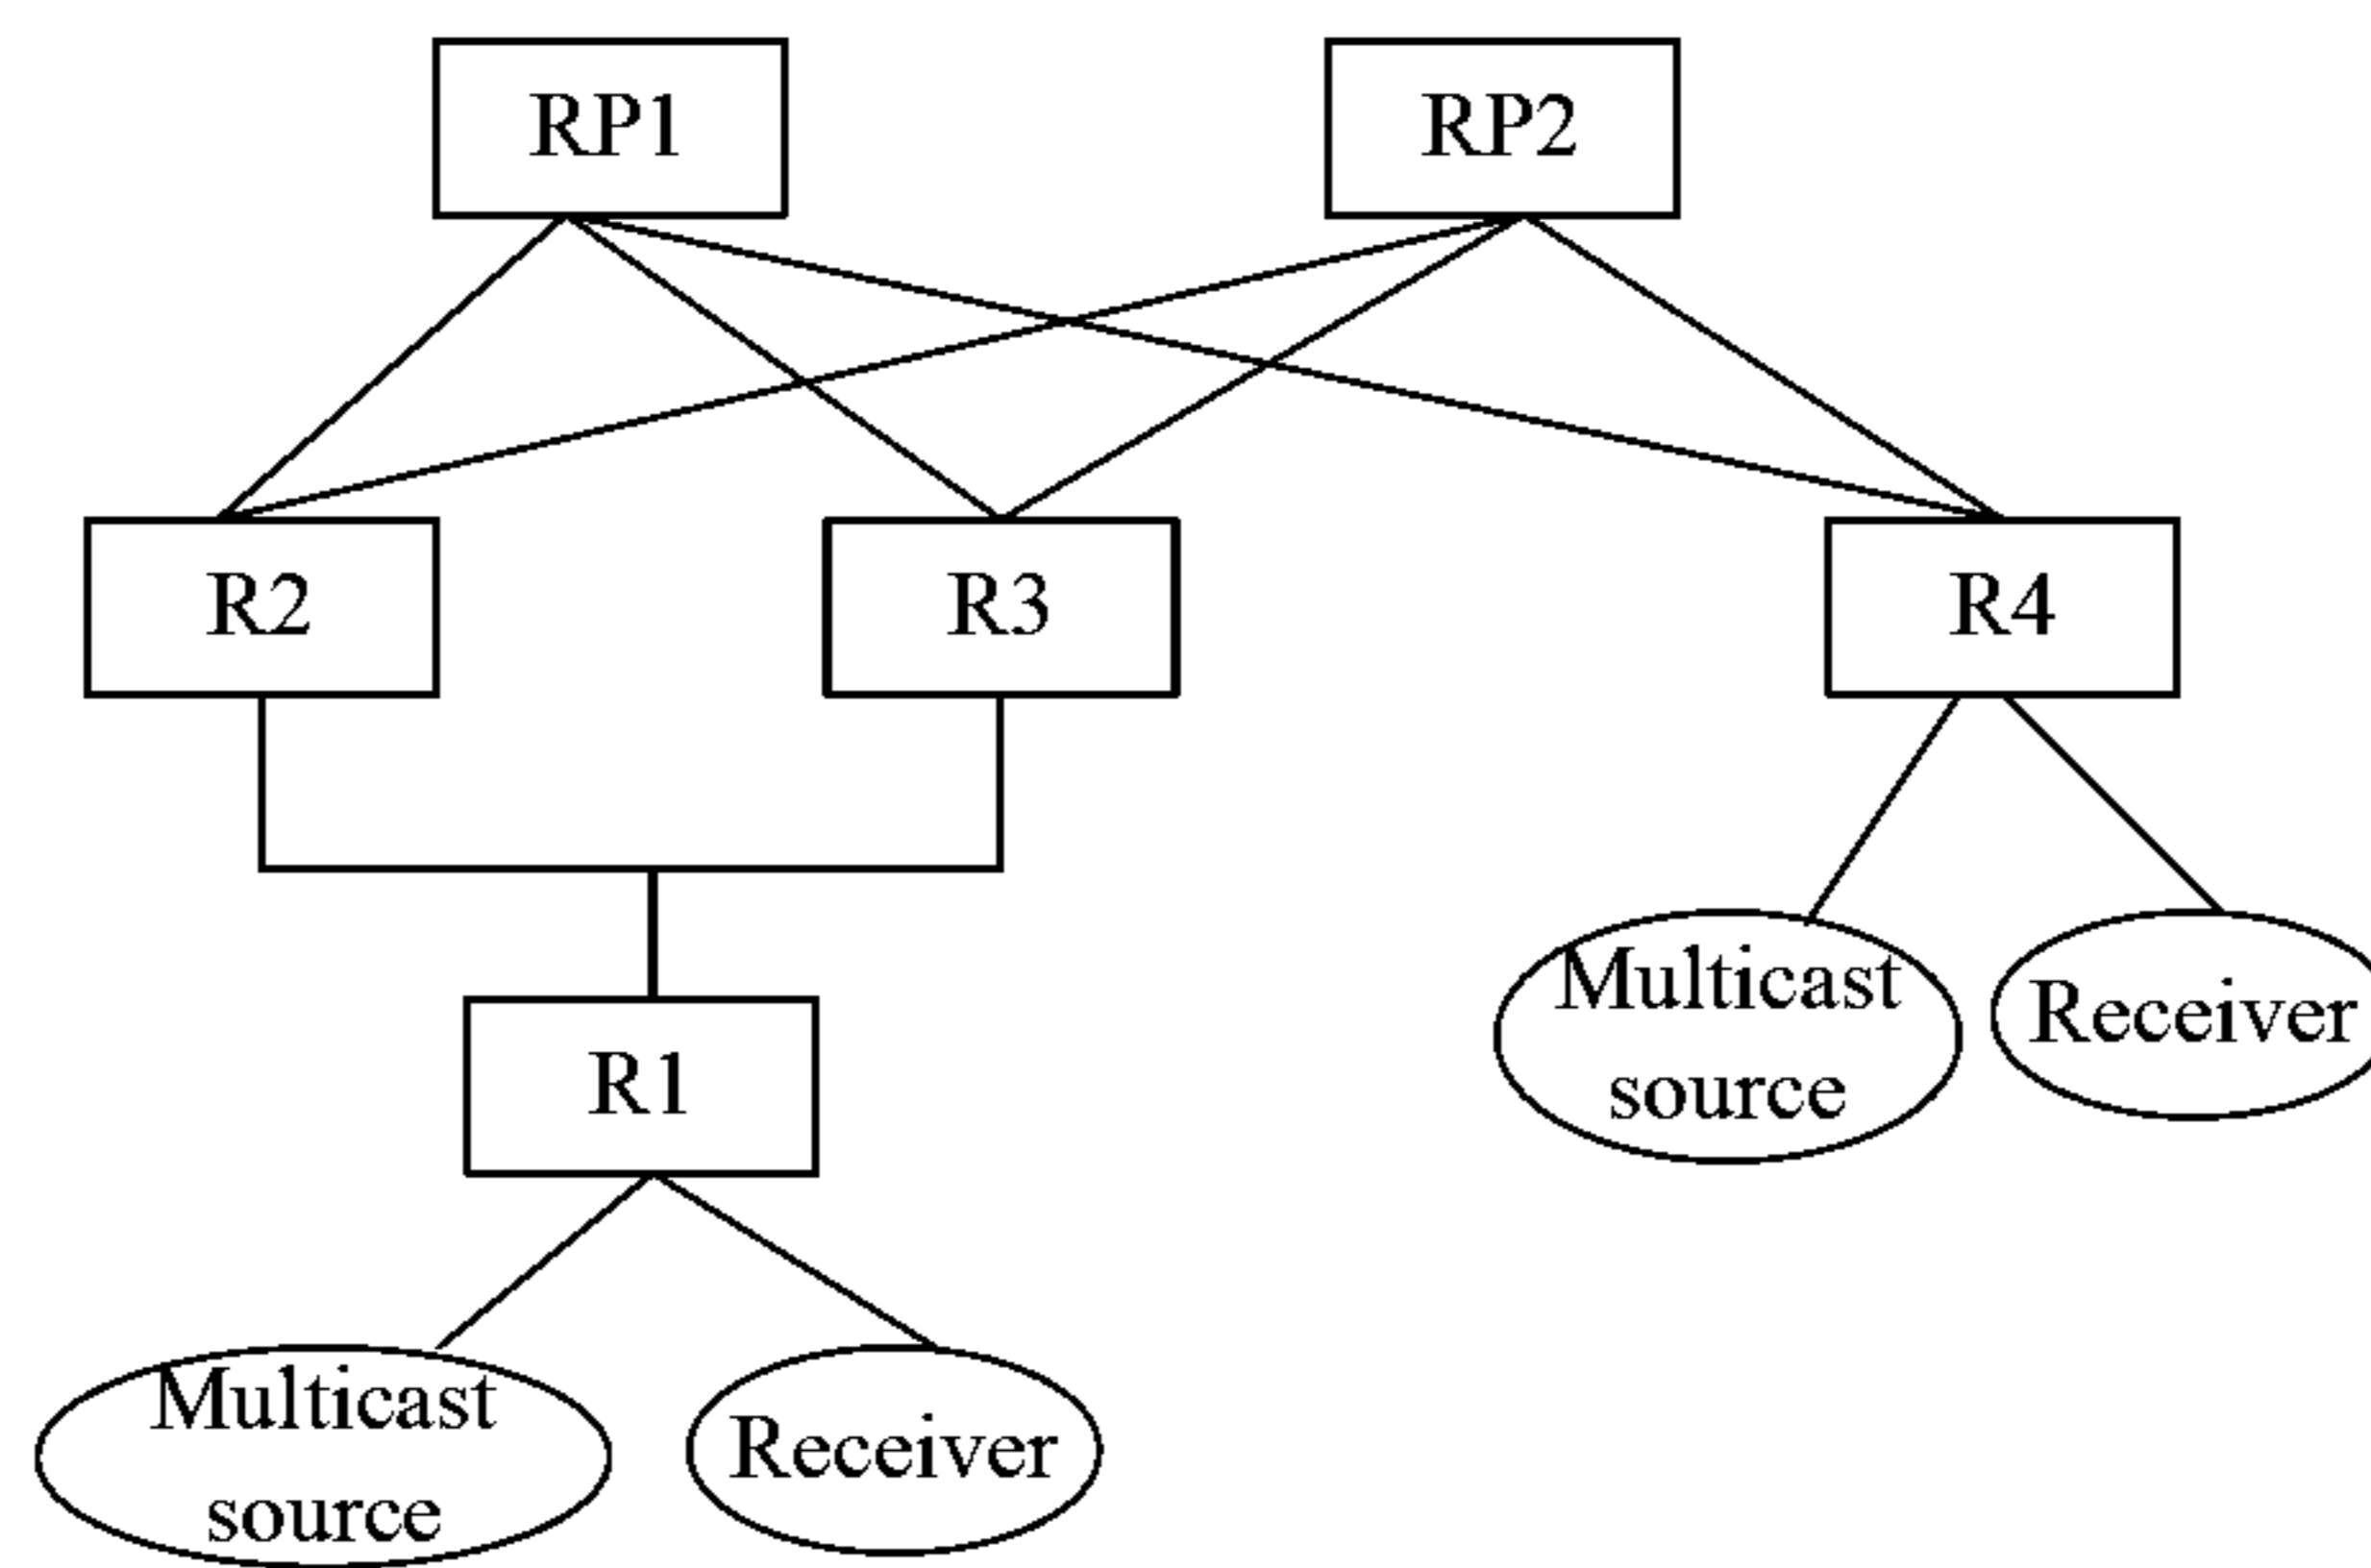 RP1
RP2
R2
R3
R4
Multicast
source
Receiver
R1
Multicast
source
Receiver